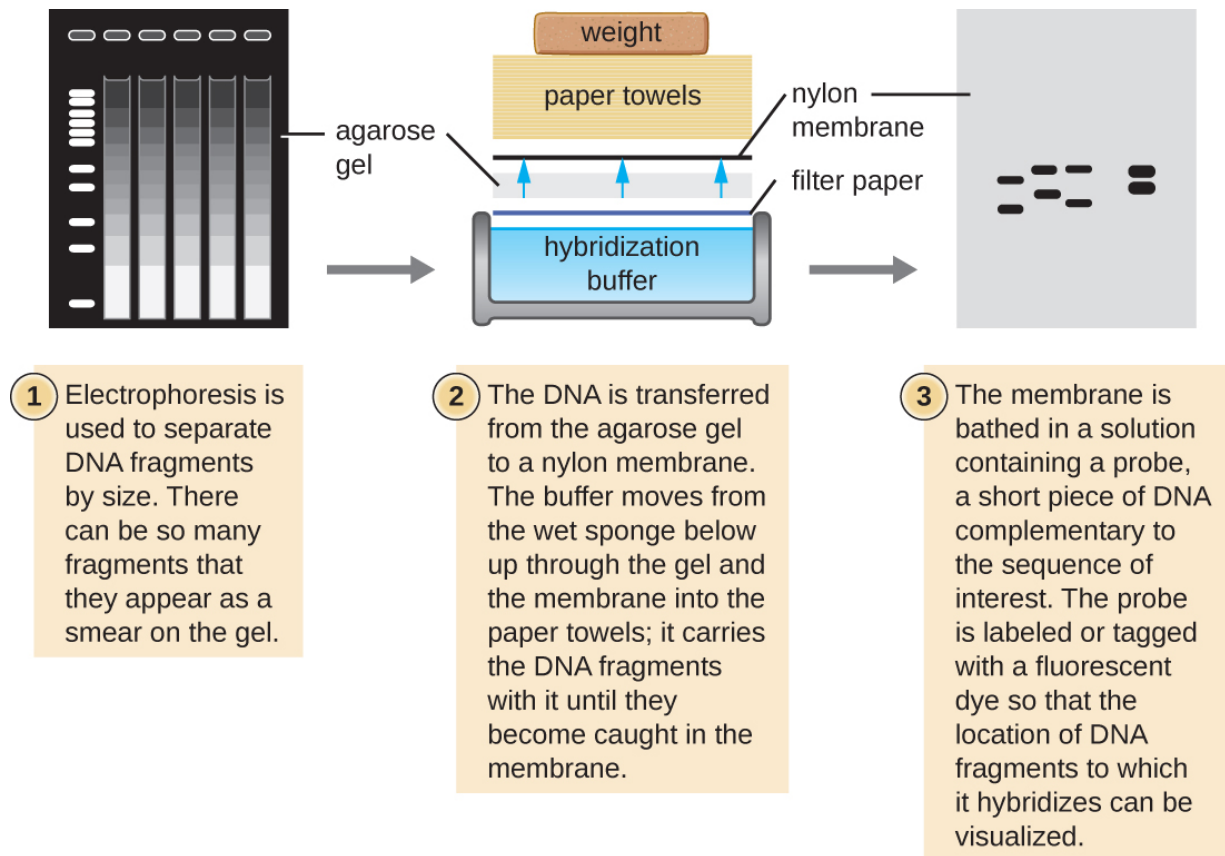 weight
paper towels
nylon
membrane
agarose
gel
filter paper
hybridization
buffer
1
Electrophoresis is
used to separate
DNA fragments
by size. There
can be so many
fragments that
they appear as a
smear on the gel.
2
The DNA is transferred
from the agarose gel
to a nylon membrane.
The buffer moves from
the wet sponge below
up through the gel and
the membrane into the
paper towels; it carries
the DNA fragments
with it until they
become caught in the
membrane.
3
The membrane is
bathed in a solution
containing a probe,
a short piece of DNA
complementary to
the sequence of
interest. The probe
is labeled or tagged
with a fluorescent
dye so that the
location of DNA
fragments to which
it hybridizes can be
visualized.